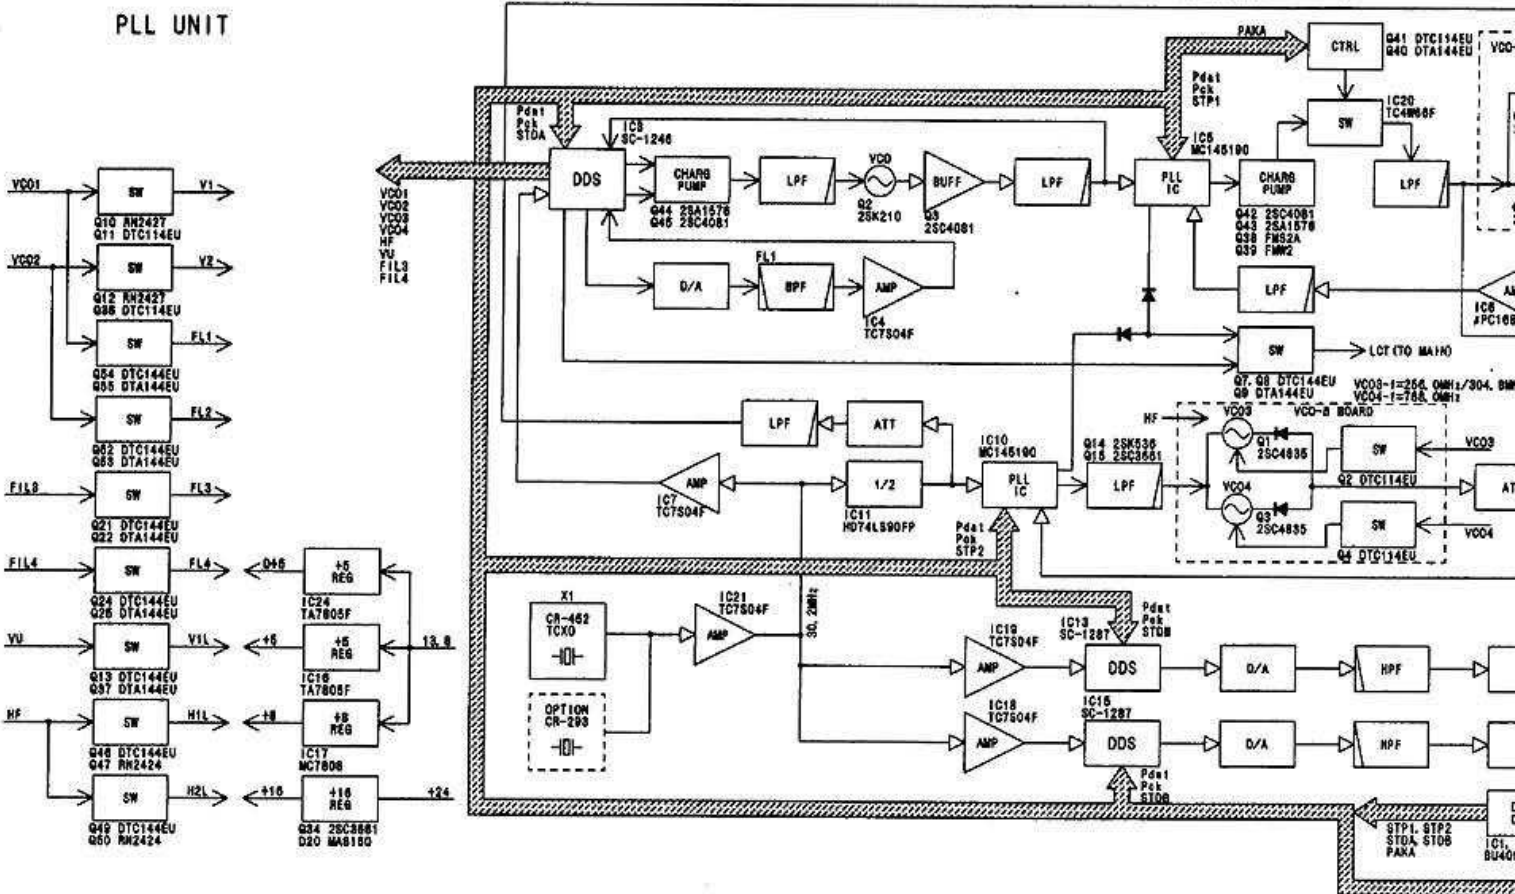 PLL UNIT
VCO1
SW
V1
Q10 RN2427
Q11 DTC114EU
VCO2
SW
V2
Q12 RN2427
Q36 DTC114EU
SW
FL1
Q54 DTC144EU
Q55 DTA144EU
SW
FL2
Q52 DTC144EU
Q53 DTA144EU
FIL3
SW
FL3
Q21 DTC144EU
Q22 DTA144EU
FIL4
SW
FL4
Q24 DTC144EU
Q25 DTA144EU
VU
SW
V1L
Q13 DTC144EU
Q37 DTA144EU
HF
SW
H1L
Q46 DTC144EU
Q47 RN2424
SW
H2L
Q49 DTC144EU
Q50 RN2424
+5
REG
IC24
TA7805F
+5
+5
REG
IC16
TA7805F
13.8
+8
+8
REG
IC17
MC7808
+16
+16
REG
+24
Q34 2SC3661
VCO1
VCO2
VCO3
VCO4
HF
VU
FIL3
FIL4
Pdat
Pck
STDA
SC-1246
DDS
CHARG
PUMP
Q44 2SA1576
Q45 2SC4081
LPF
VCO
Q2
2SK210
BUFF
Q3
2SC4081
LPF
D/A
FL1
BPF
AMP
IC4
TC7S04F
PAKA
Pdat
Pck
STP1
CTRL
Q41 DTC114EU
Q40 DTA144EU
SW
IC20
TC4W66F
IC5
MC145190
PLL
IC
CHARG
PUMP
Q42 2SC4081
Q43 2SA1576
Q38 FMS2A
Q39 FMW2
LPF
LPF
IC6
SW
LCT (TO MAIN)
Q7, Q8 DTC144EU
Q9 DTA144EU
LPF
ATT
AMP
IC7
TC7S04F
1/2
IC11
HD74LS90FP
IC10
MC145190
PLL
IC
Q14 2SK536
Q15 2SC3661
LPF
Pdat
Pck
STP2
HF
VCO3
Q1
2SC4835
VCO4
Q3
2SC4835
SW
Q2 DTC114EU
SW
Q4 DTC114EU
VCO3
VCO4
X1
CR-452
TCXO
OPTION
CR-293
AMP
IC21
TC7S04F
30.2MHz
IC19
TC7S04F
AMP
IC18
TC7S04F
AMP
IC13
SC-1287
Pdat
Pck
DDS
D/A
HPF
IC15
SC-1287
DDS
D/A
HPF
Pdat
Pck
STP1, STP2
STDA, STDB
PAKA